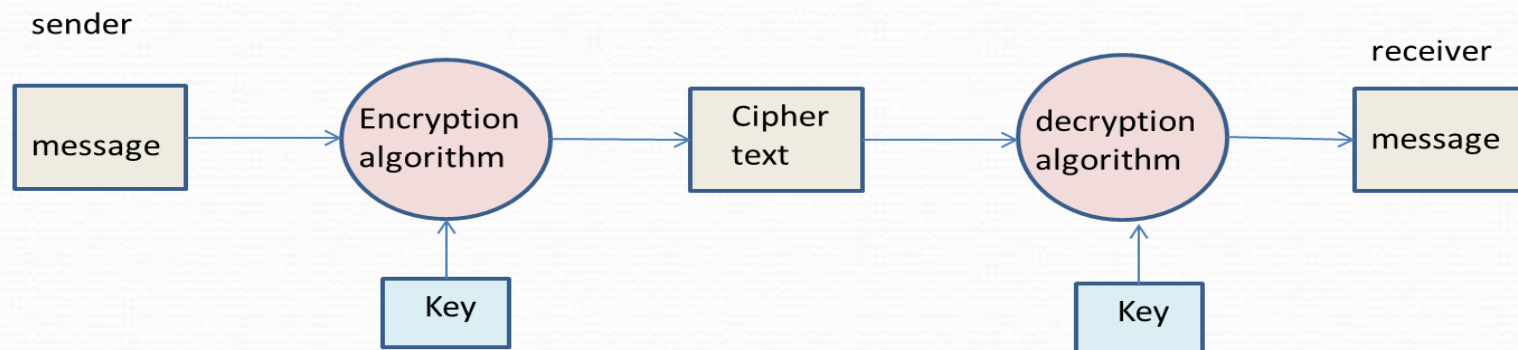 sender
receiver
message
Encryption
algorithm
Cipher
text
decryption
algorithm
message
Key
Key